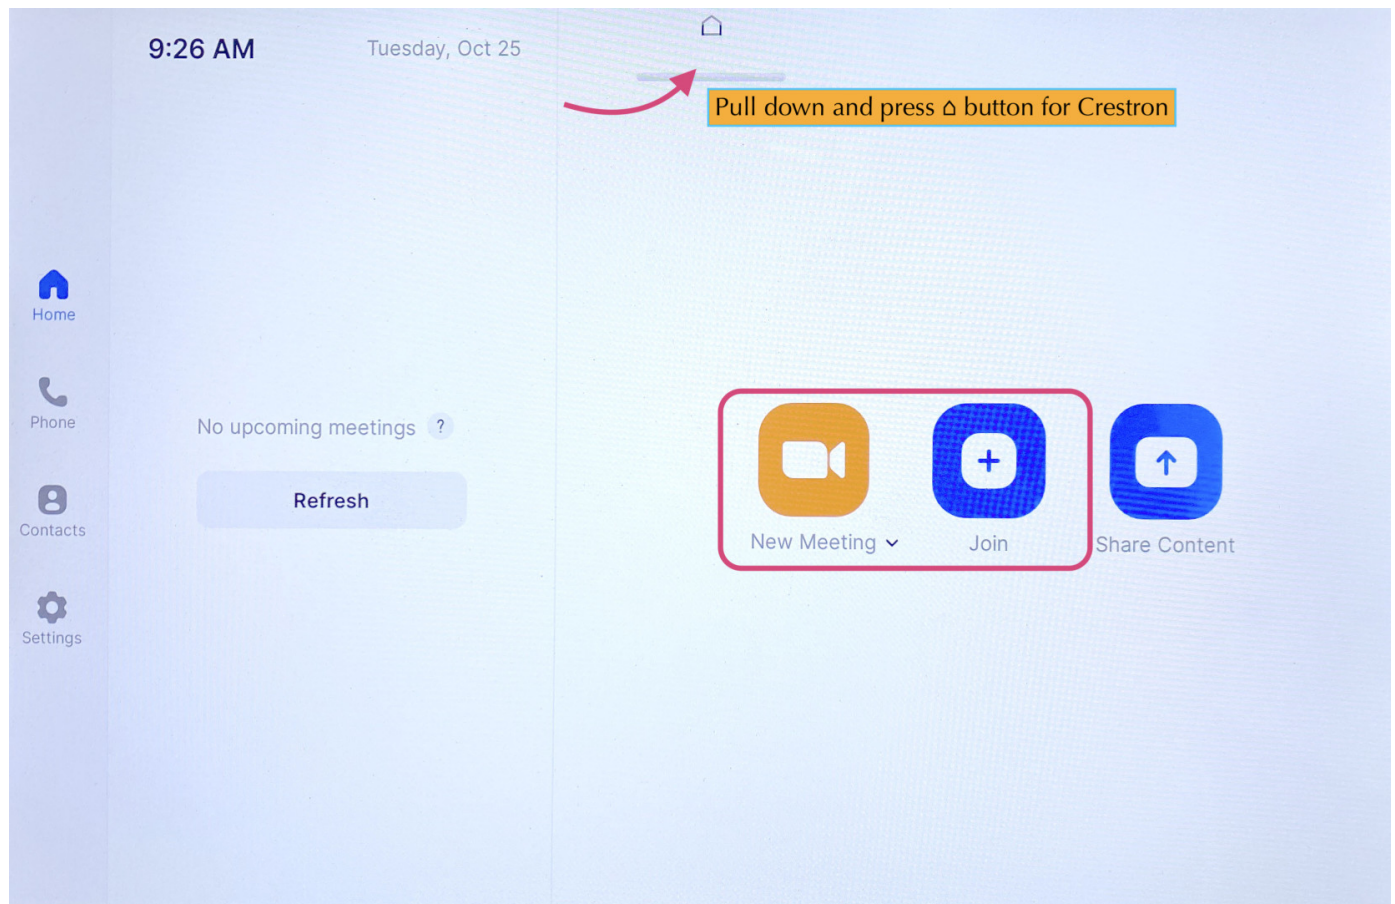 9:26 AM
Tuesday, Oct 25
Pull down and press ⌂ button for Crestron
Home
Phone
Contacts
Settings
No upcoming meetings ?
Refresh
New Meeting
Join
Share Content